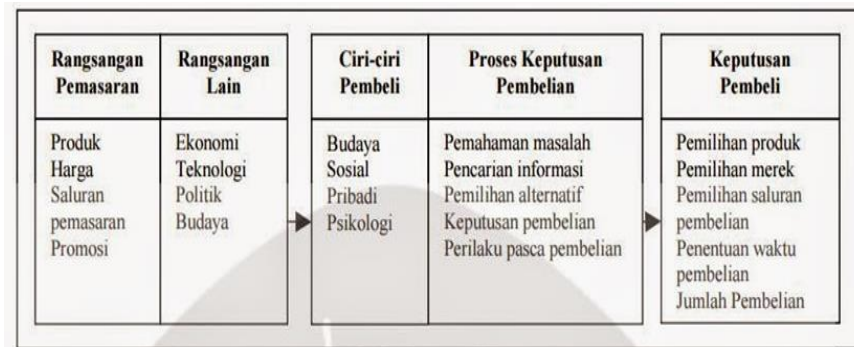 Rangsangan
Pemasaran
Produk
Harga
Saluran
pemasaran
Promosi
Rangsangan
Lain
Ekonomi
Teknologi
Politik
Budaya
Ciri-ciri
Pembeli
Budaya
Sosial
Pribadi
Psikologi
Proses Keputusan
Pembelian
Pemahaman masalah
Pencarian informasi
Pemilihan alternatif
Keputusan pembelian
Perilaku pasca pembelian
Keputusan
Pembeli
Pemilihan produk
Pemilihan merek
Pemilihan saluran
pembelian
Penentuan waktu
pembelian
Jumlah Pembelian